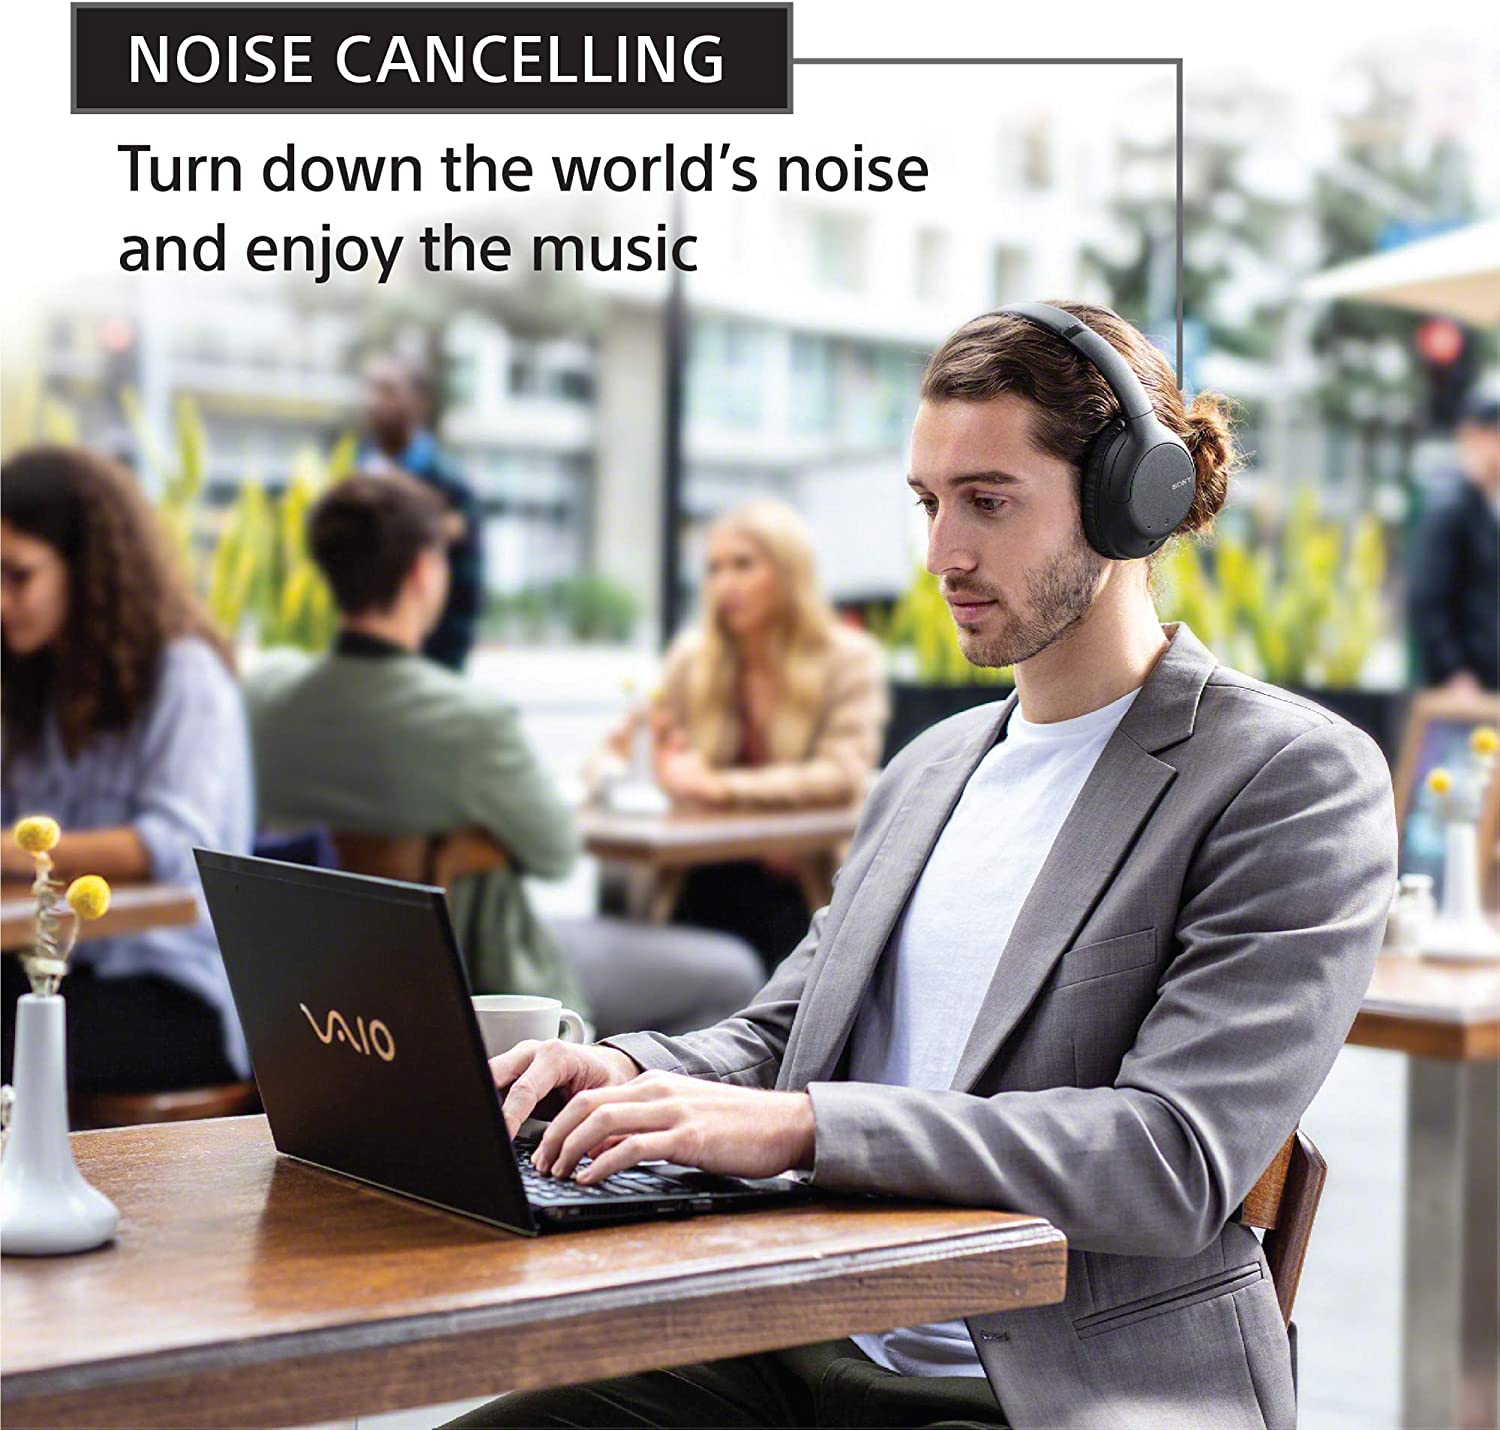 NOISE CANCELLING
Turn down the world’s noise
and enjoy the music
SONY
VAIO